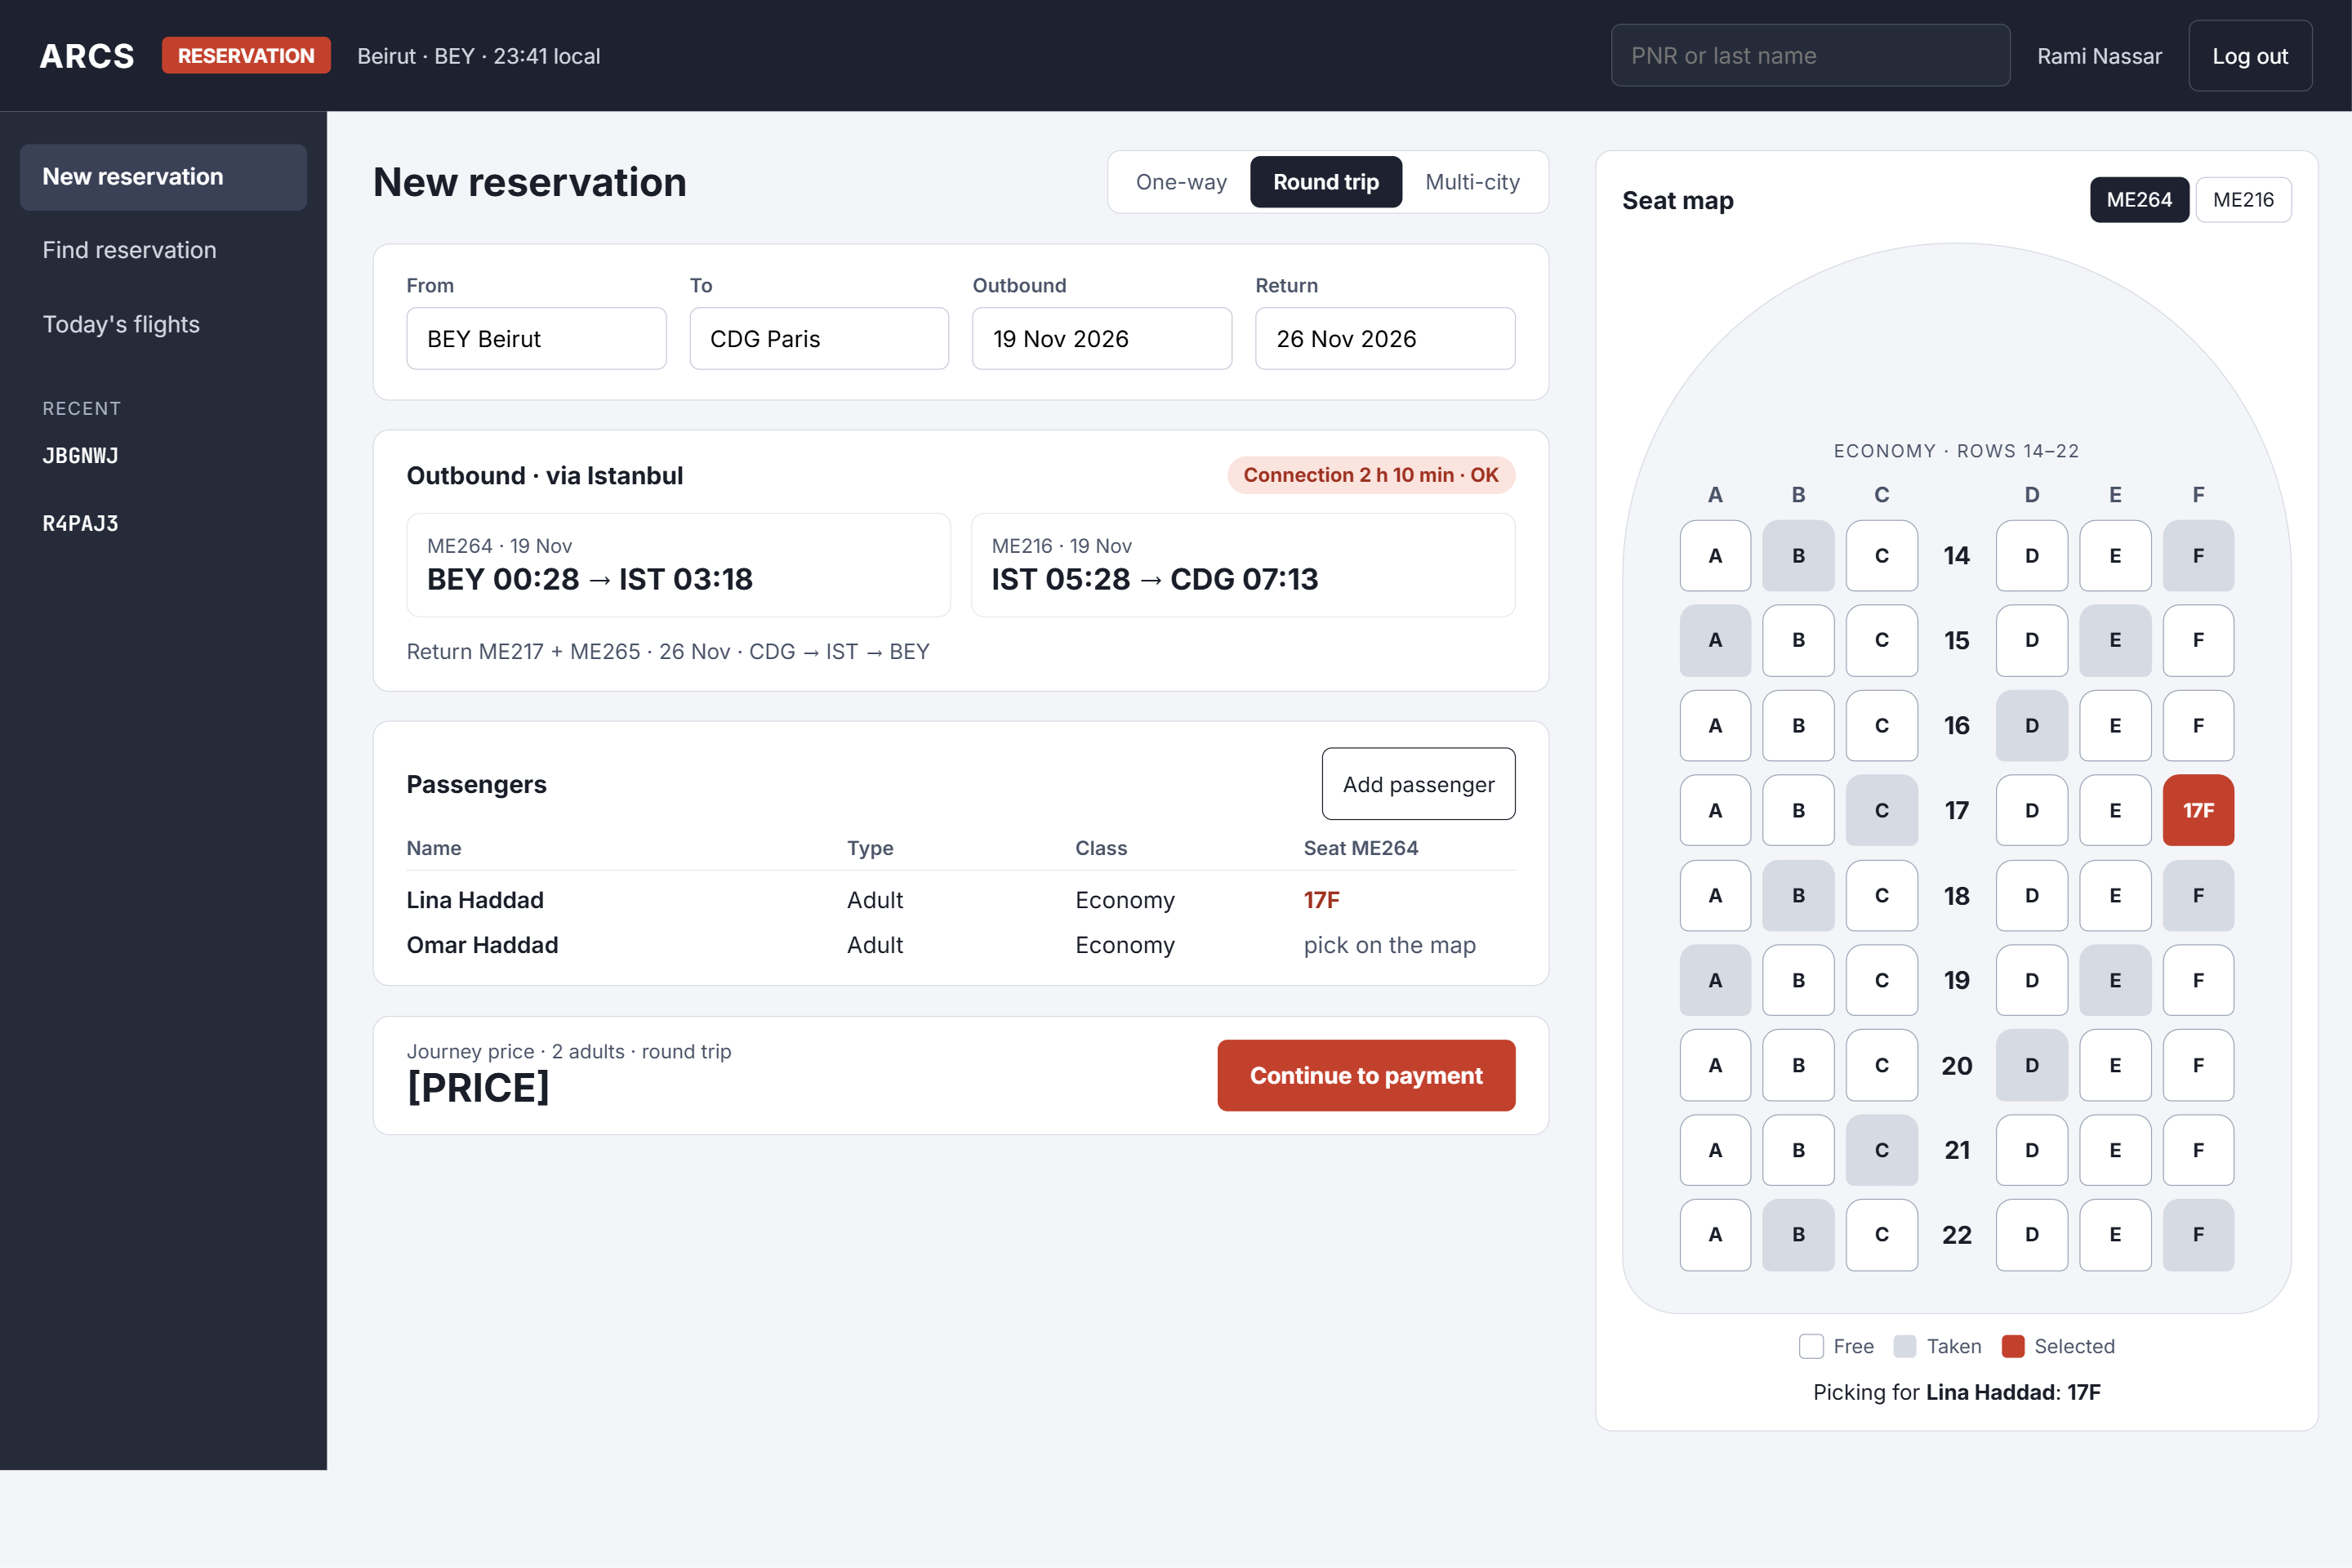 ARCS RESERVATION Beirut · BEY · 23:41 local PNR or last name Rami Nassar Log out
New reservation
Find reservation
Today's flights
RECENT
JBGNWJ
R4PAJ3
New reservation One-way Round trip Multi-city
From To Outbound Return
BEY Beirut CDG Paris 19 Nov 2026 26 Nov 2026
Outbound · via Istanbul Connection 2 h 10 min · OK
ME264 · 19 Nov ME216 · 19 Nov
BEY 00:28 → IST 03:18 IST 05:28 → CDG 07:13
Return ME217 + ME265 · 26 Nov · CDG → IST → BEY
Passengers Add passenger
Name Type Class Seat ME264
Lina Haddad Adult Economy 17F
Omar Haddad Adult Economy pick on the map
Journey price · 2 adults · round trip
[PRICE] Continue to payment
Seat map ME264 ME216
ECONOMY · ROWS 14–22
A B C D E F
A B C 14 D E F
A B C 15 D E F
A B C 16 D E F
A B C 17 D E 17F
A B C 18 D E F
A B C 19 D E F
A B C 20 D E F
A B C 21 D E F
A B C 22 D E F
Free Taken Selected
Picking for Lina Haddad: 17F